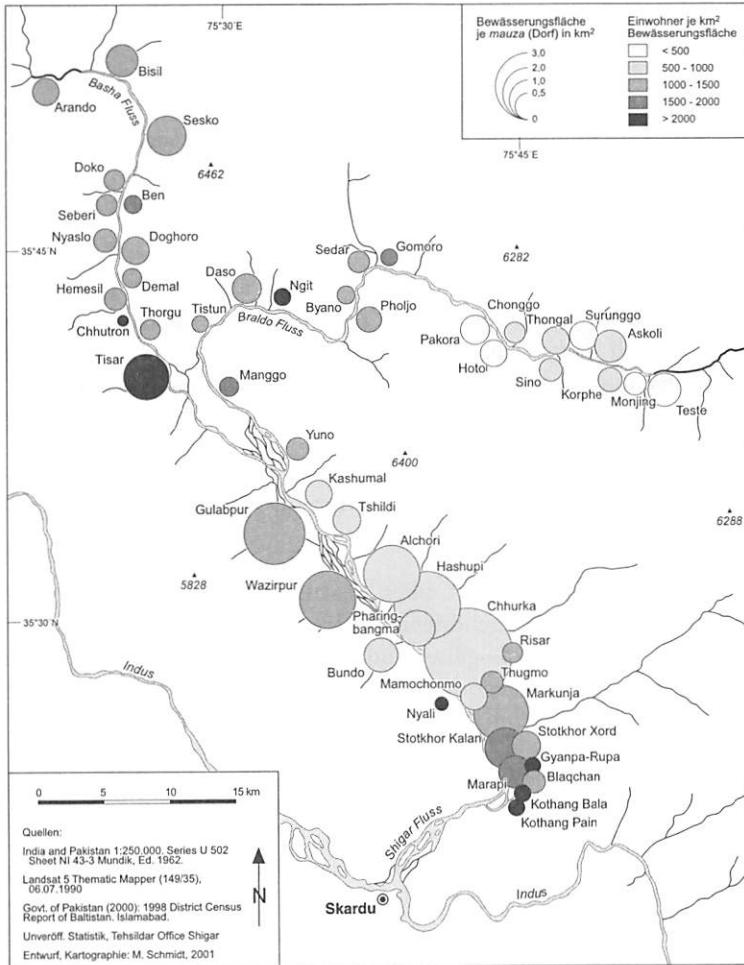 75°30'E
Bewässerungsfläche
je mauza (Dorf) in km²
3,0
2,0
1,0
0,5
0
Einwohner je km²
Bewässerungsfläche
< 500
500 - 1000
1000 - 1500
1500 - 2000
> 2000
75°45'E
Bisil
Arando
Basha Fluss
Sesko
6462
Doko
Ben
Seberi
Nyaslo
Doghoro
35°45'N
Demal
Hemesil
Chhutron
Thorgu
Tisar
Tistun
Daso
Ngit
Braldo Fluss
Sedar
Gomoro
Byano
Pholjo
6282
Chonggo
Thongal
Surunggo
Askoli
Pakora
Hotol
Sino
Korphe
Monjing
Teste
Manggo
Yuno
6400
Kashumal
Tshildi
Gulabpur
6288
5828
Alchori
Hashupi
Wazirpur
Chhurka
Pharing-
bangma
35°30'N
Bundo
Risar
Thugmo
Mamochonmo
Markunja
Nyali
Indus
Stotkhor Kalan
Stotkhor Xord
Gyanpa-Rupa
Marapi
Blaqchan
Kothang Bala
Kothang Pain
Shigar Fluss
Indus
Skardu
0 5 10 15 km
Quellen:
India and Pakistan 1:250.000. Series U 502
Sheet NI 43-3 Mundik, Ed. 1962.
Landsat 5 Thematic Mapper (149/35),
06.07.1990
Govt. of Pakistan (2000): 1998 District Census
Report of Baltistan. Islamabad.
Unveröff. Statistik, Tehsildar Office Shigar
Entwurf, Kartographie: M. Schmidt, 2001
N